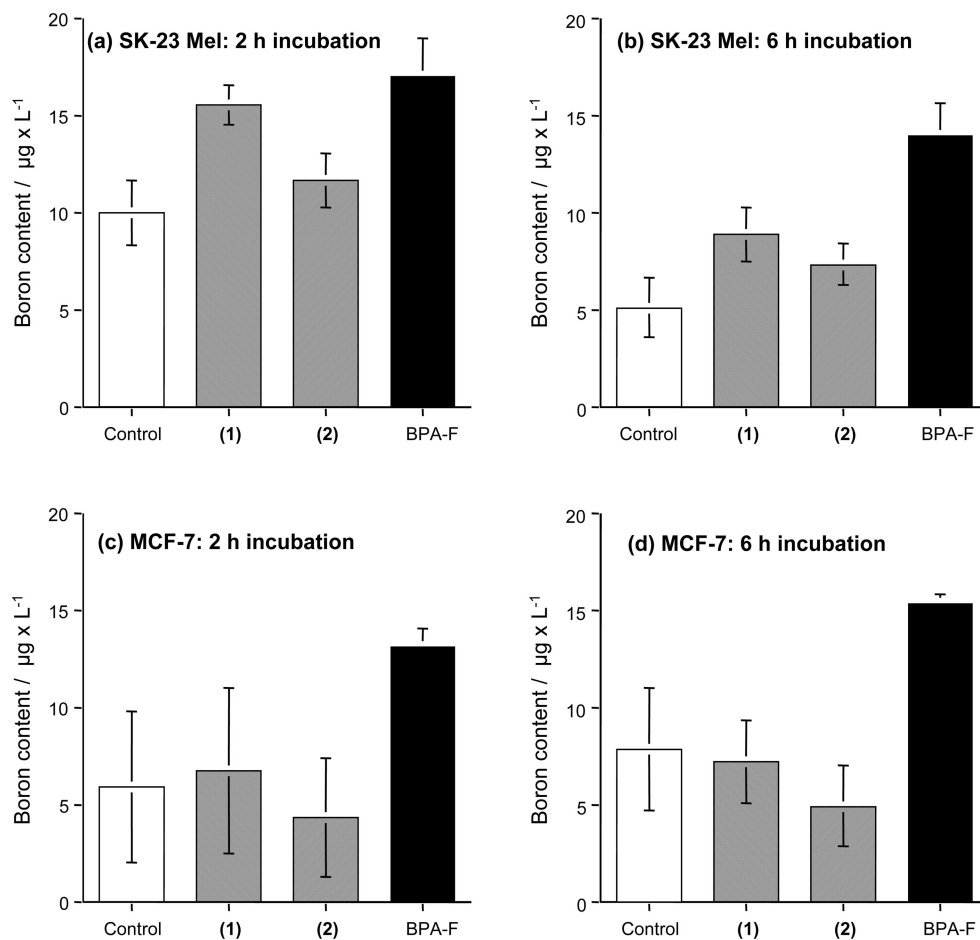 (a) SK-23 Mel: 2 h incubation
Boron content / µg x L-1
20
15
10
5
0
Control
(1)
(2)
BPA-F
(b) SK-23 Mel: 6 h incubation
Boron content / µg x L-1
20
15
10
5
0
Control
(1)
(2)
BPA-F
(c) MCF-7: 2 h incubation
Boron content / µg x L-1
20
15
10
5
0
Control
(1)
(2)
BPA-F
(d) MCF-7: 6 h incubation
Boron content / µg x L-1
20
15
10
5
0
Control
(1)
(2)
BPA-F